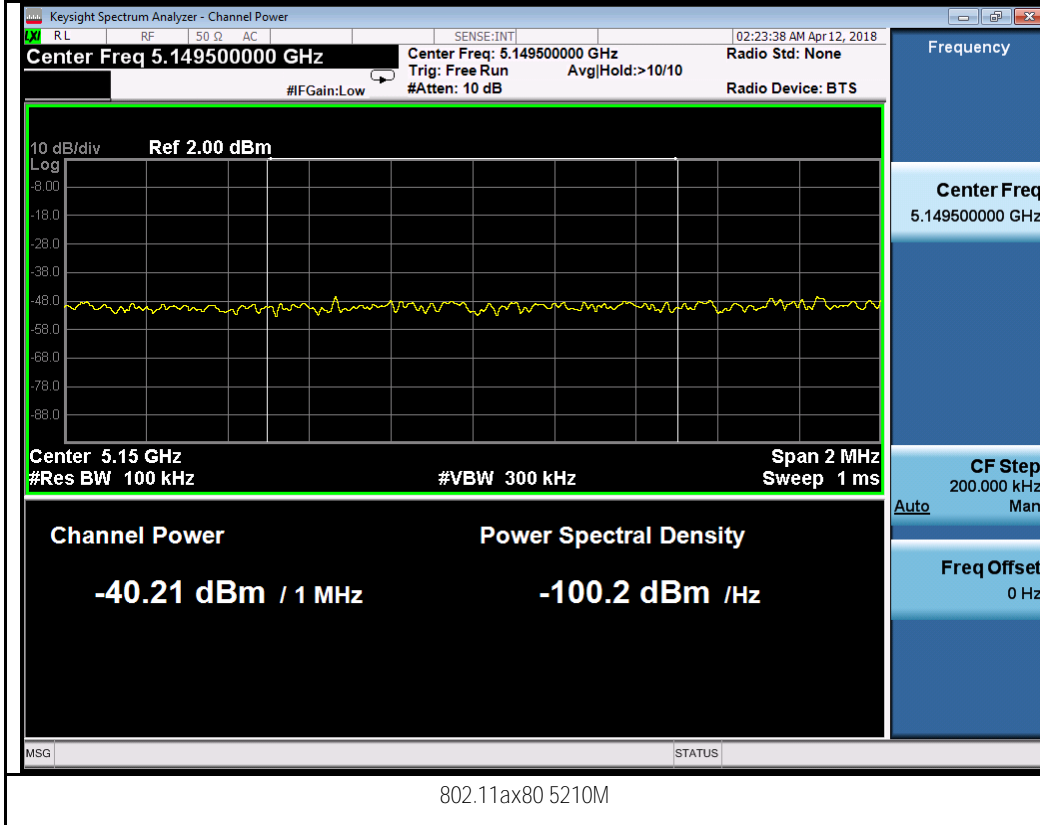 Keysight Spectrum Analyzer - Channel Power
LXI RL RF 50 Ω AC SENSE:INT 02:23:38 AM Apr 12, 2018
Center Freq 5.149500000 GHz
Center Freq: 5.149500000 GHz Radio Std: None
Trig: Free Run Avg|Hold:>10/10
#IFGain:Low #Atten: 10 dB Radio Device: BTS
10 dB/div Ref 2.00 dBm
Log
-8.00
-18.0
-28.0
-38.0
-48.0
-58.0
-68.0
-78.0
-88.0
Center 5.15 GHz Span 2 MHz
#Res BW 100 kHz #VBW 300 kHz Sweep 1 ms
Channel Power Power Spectral Density
-40.21 dBm / 1 MHz -100.2 dBm /Hz
MSG STATUS
Frequency
Center Freq
5.149500000 GHz
CF Step
200.000 kHz
Auto Man
Freq Offset
0 Hz
802.11ax80 5210M